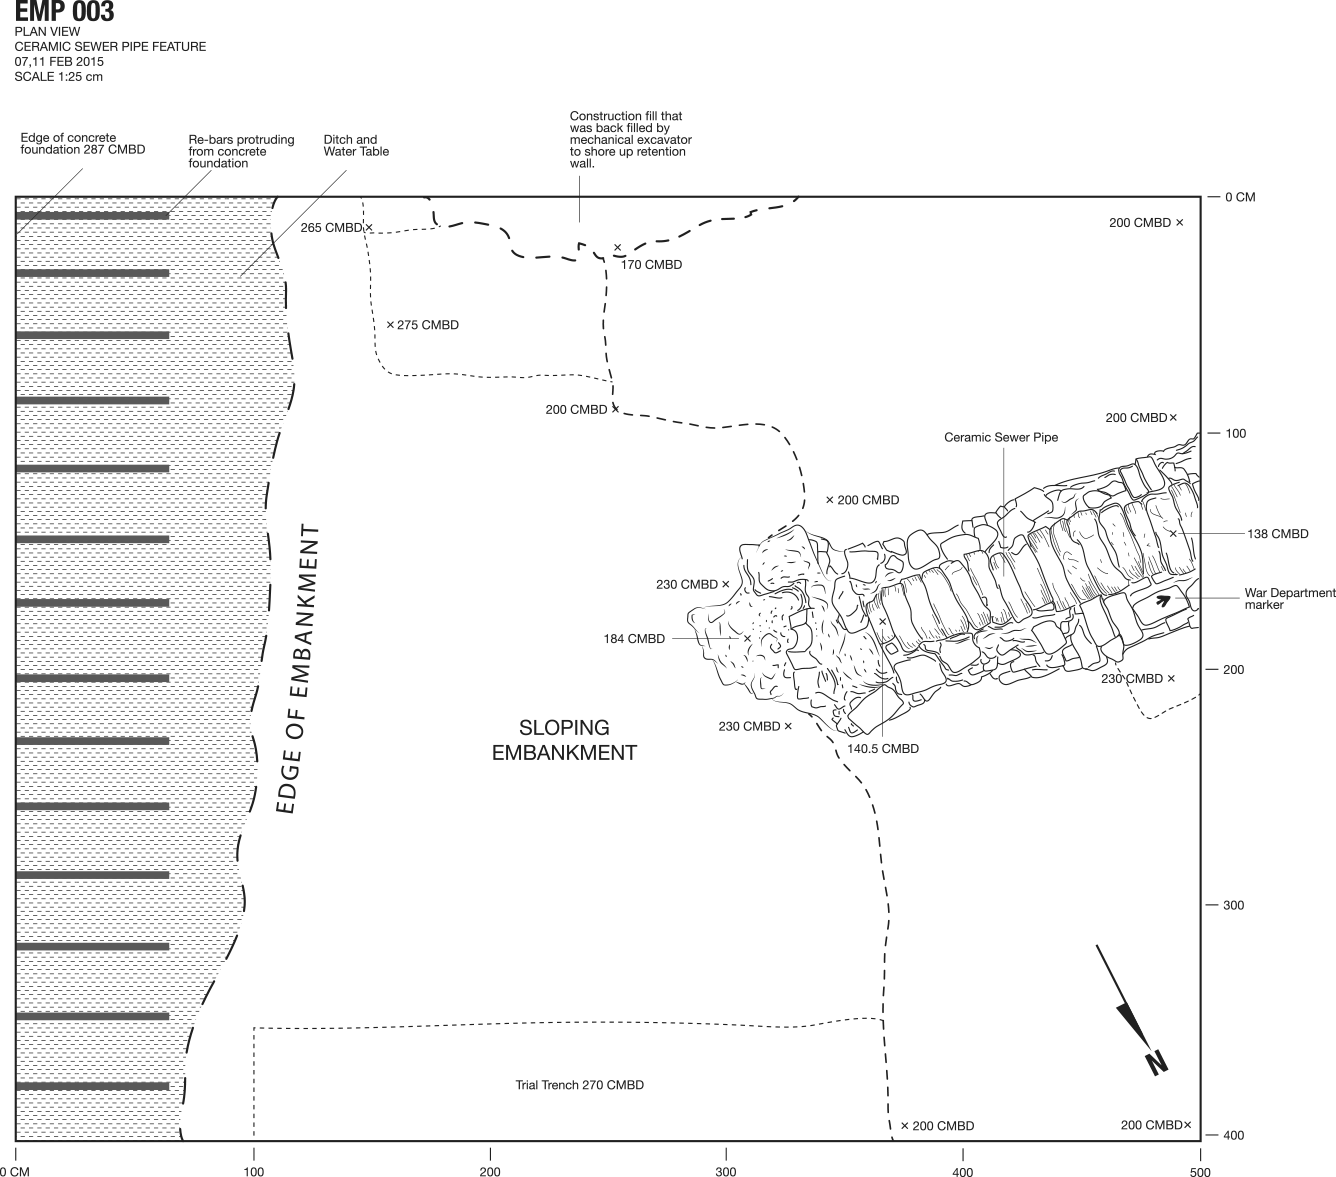 EMP 003
PLAN VIEW
CERAMIC SEWER PIPE FEATURE
07,11 FEB 2015
SCALE 1:25 cm
Edge of concrete
foundation 287 CMBD
Re-bars protruding
from concrete
foundation
Ditch and
Water Table
Construction fill that
was back filled by
mechanical excavator
to shore up retention
wall.
0 CM
200 CMBD ×
265 CMBD ×
×
170 CMBD
× 275 CMBD
200 CMBD ×
200 CMBD ×
100
Ceramic Sewer Pipe
× 200 CMBD
138 CMBD
230 CMBD ×
War Department
marker
184 CMBD
200
230 CMBD ×
EDGE OF EMBANKMENT
SLOPING
EMBANKMENT
230 CMBD ×
140.5 CMBD
300
N
Trial Trench 270 CMBD
× 200 CMBD
200 CMBD ×
400
0 CM
100
200
300
400
500